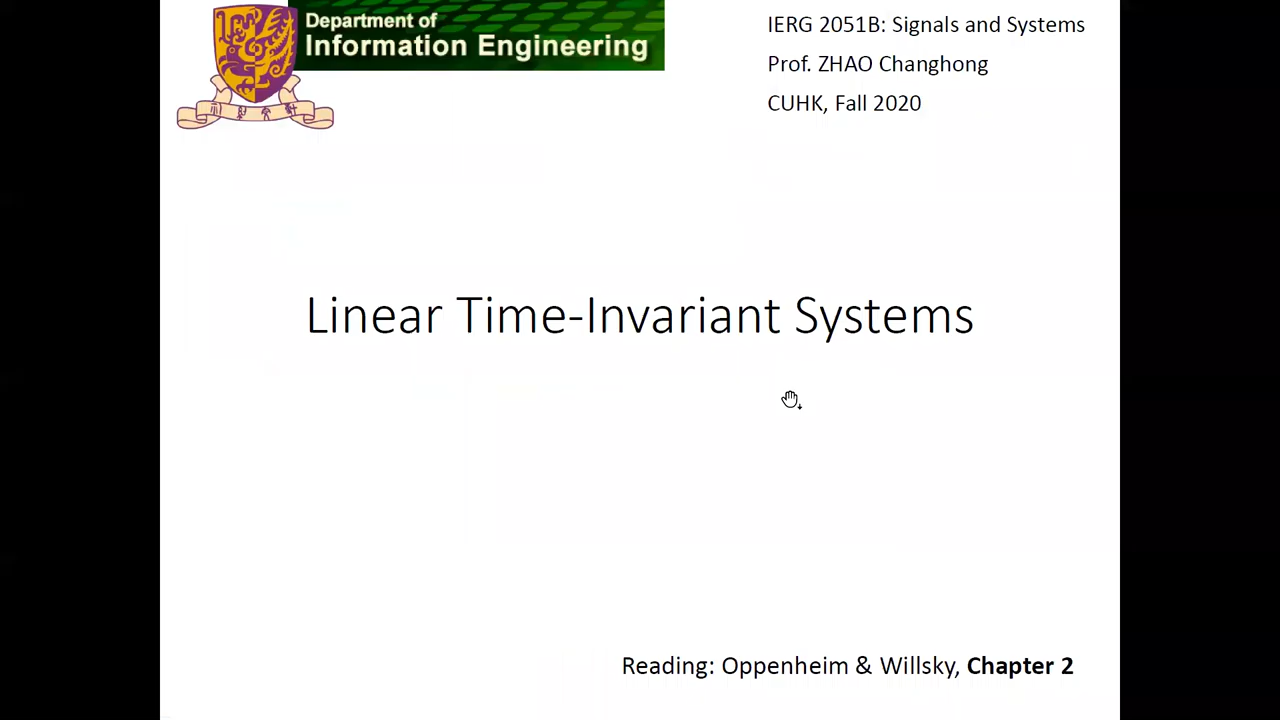 Department of
Information Engineering
IERG 2051B: Signals and Systems
Prof. ZHAO Changhong
CUHK, Fall 2020
Linear Time-Invariant Systems
Reading: Oppenheim & Willsky, Chapter 2